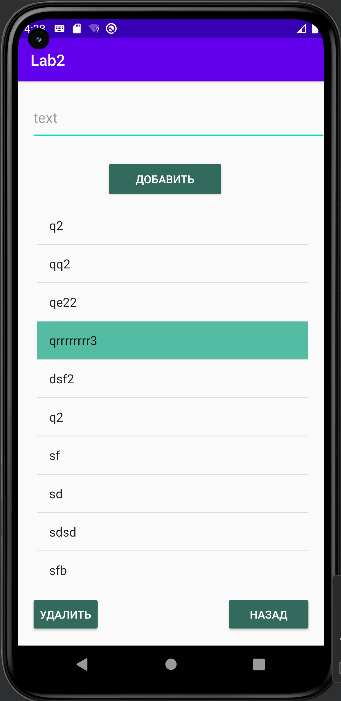 Lab2
text
ДОБАВИТЬ
q2
qq2
qe22
qrrrrrrrr3
dsf2
q2
sf
sd
sdsd
sfb
УДАЛИТЬ
НАЗАД